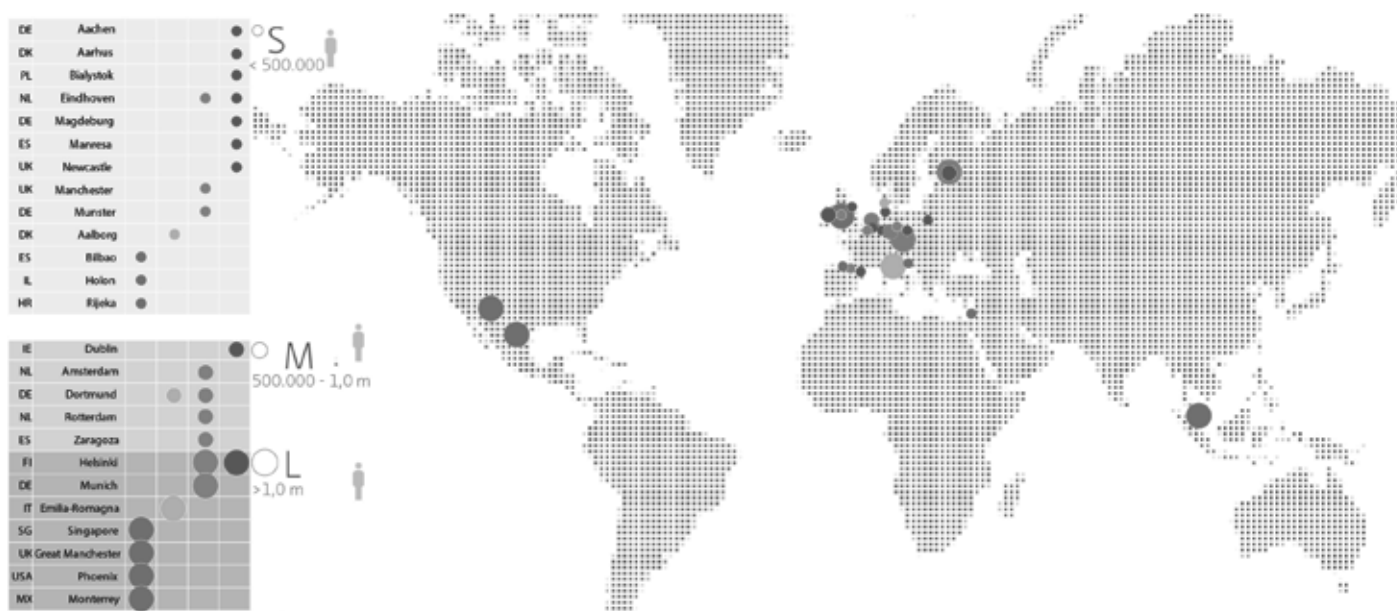 DE Aachen
DK Aarhus
PL Bialystok
NL Eindhoven
DE Magdeburg
ES Manresa
UK Newcastle
UK Manchester
DE Munster
DK Aalborg
ES Bilbao
IL Holon
HR Rijeka
S
< 500.000
IE Dublin
NL Amsterdam
DE Dortmund
NL Rotterdam
ES Zaragoza
FI Helsinki
DE Munich
IT Emilia-Romagna
SG Singapore
UK Great Manchester
USA Phoenix
MX Monterrey
M
500.000 - 1,0 m
L
>1,0 m